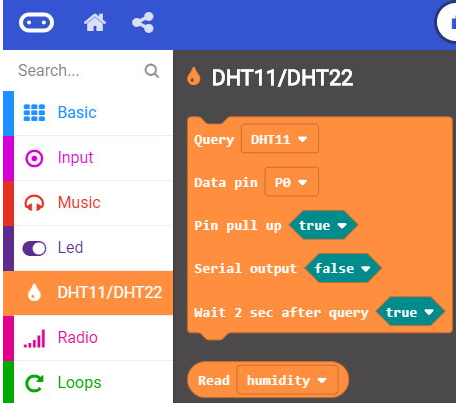 Search...
Basic
Input
Music
Led
DHT11/DHT22
Radio
Loops
DHT11/DHT22
Query DHT11
Data pin P0
Pin pull up true
Serial output false
Wait 2 sec after query true
Read humidity